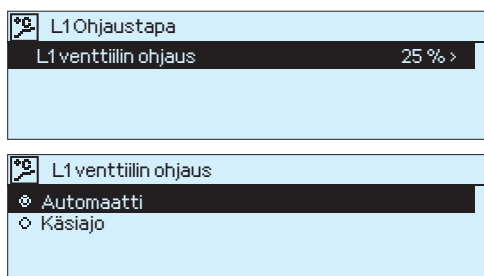 L1 Ohjaustapa
L1 venttiilin ohjaus 25 % >
L1 venttiilin ohjaus
Automaatti
Käsiajo